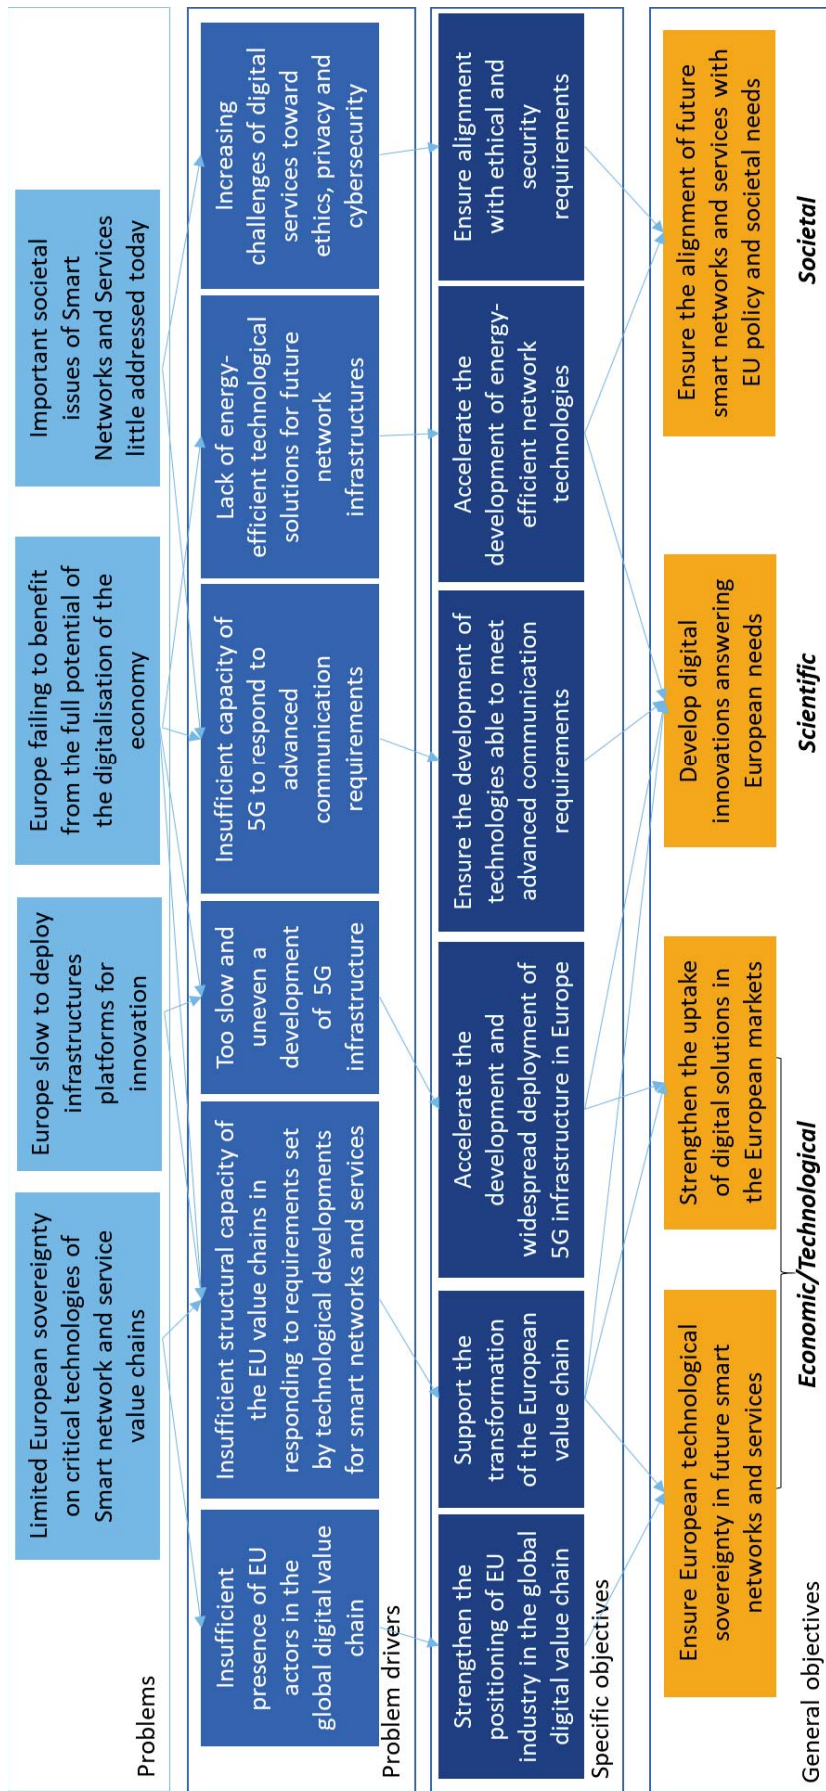 Problems
Limited European sovereignty
on critical technologies of
Smart network and service
value chains
Europe slow to deploy
infrastructures
platforms for
innovation
Europe failing to benefit
from the full potential of
the digitalisation of the
economy
Important societal
issues of Smart
Networks and Services
little addressed today
Insufficient
presence of EU
actors in the
global digital value
chain
Insufficient structural capacity of
the EU value chains in
responding to requirements set
by technological developments
for smart networks and services
Too slow and
uneven a
development
of 5G
infrastructure
Insufficient capacity of
5G to respond to
advanced
communication
requirements
Lack of energy-
efficient technological
solutions for future
network
infrastructures
Increasing
challenges of digital
services toward
ethics, privacy and
cybersecurity
Problem drivers
Strengthen the
positioning of EU
industry in the global
digital value chain
Support the
transformation
of the European
value chain
Accelerate the
development and
widespread deployment of
5G infrastructure in Europe
Ensure the development of
technologies able to meet
advanced communication
requirements
Accelerate the
development of energy-
efficient network
technologies
Ensure alignment
with ethical and
security
requirements
Specific objectives
Ensure European technological
sovereignty in future smart
networks and services
Strengthen the uptake
of digital solutions in
the European markets
Develop digital
innovations answering
European needs
Ensure the alignment of future
smart networks and services with
EU policy and societal needs
General objectives
Economic/Technological
Scientific
Societal